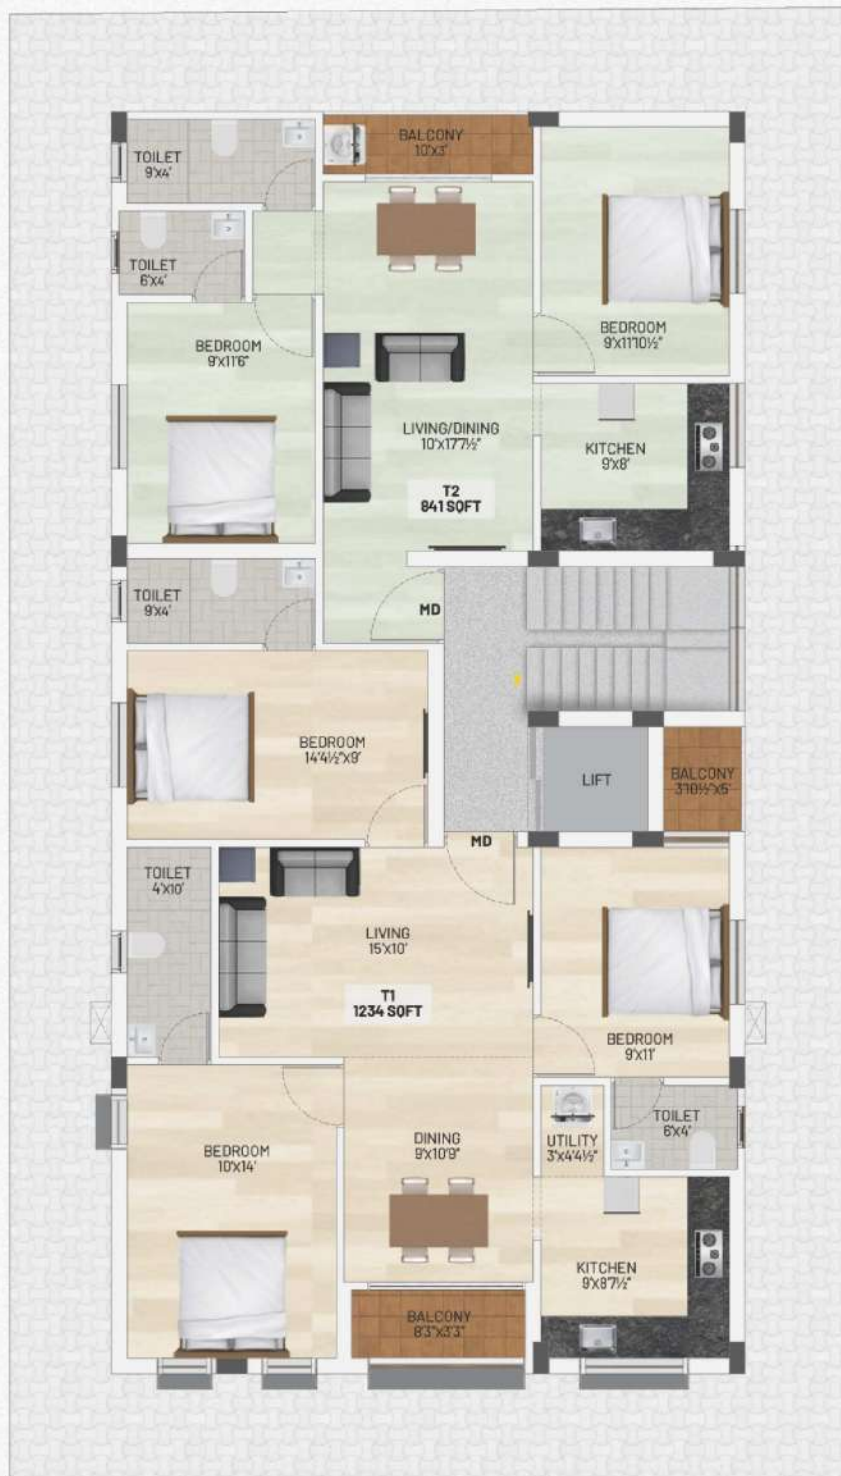 TOILET
9'X4'
BALCONY
10'X3'
TOILET
6'X4'
BEDROOM
9'X11'6"
BEDROOM
9'X11'10½"
LIVING/DINING
10'X17'7½"
KITCHEN
9'X8'
T2
841 SQFT
TOILET
9'X4'
MD
BEDROOM
14'4½"X9'
LIFT
BALCONY
3'10½"X5'
MD
TOILET
4'X10'
LIVING
15'X10'
T1
1234 SQFT
BEDROOM
9'X11'
BEDROOM
10'X14'
DINING
9'X10'9"
UTILITY
3'X4'4½"
TOILET
6'X4'
KITCHEN
9'X8'7½"
BALCONY
8'3"X3'3"